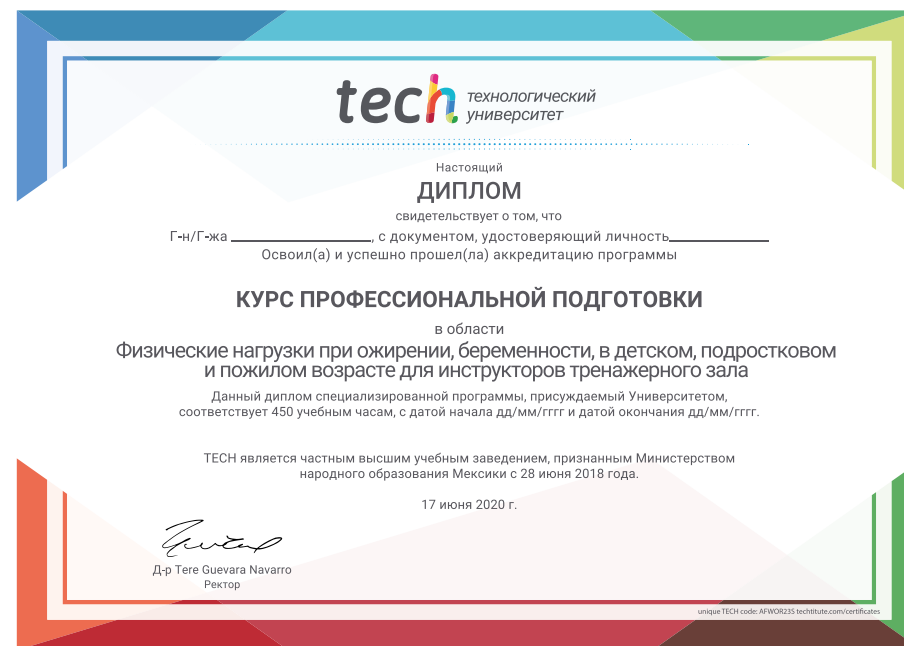 tech технологический
университет
Настоящий
ДИПЛОМ
свидетельствует о том, что
Г-н/Г-жа , с документом, удостоверяющий личность
Освоил(а) и успешно прошел(ла) аккредитацию программы
КУРС ПРОФЕССИОНАЛЬНОЙ ПОДГОТОВКИ
в области
Физические нагрузки при ожирении, беременности, в детском, подростковом
и пожилом возрасте для инструкторов тренажерного зала
Данный диплом специализированной программы, присуждаемый Университетом,
соответствует 450 учебным часам, с датой начала дд/мм/гггг и датой окончания дд/мм/гггг.
TECH является частным высшим учебным заведением, признанным Министерством
народного образования Мексики с 28 июня 2018 года.
17 июня 2020 г.
Д-р Tere Guevara Navarro
Ректор
unique TECH code: AFWOR23S techtitute.com/certificates